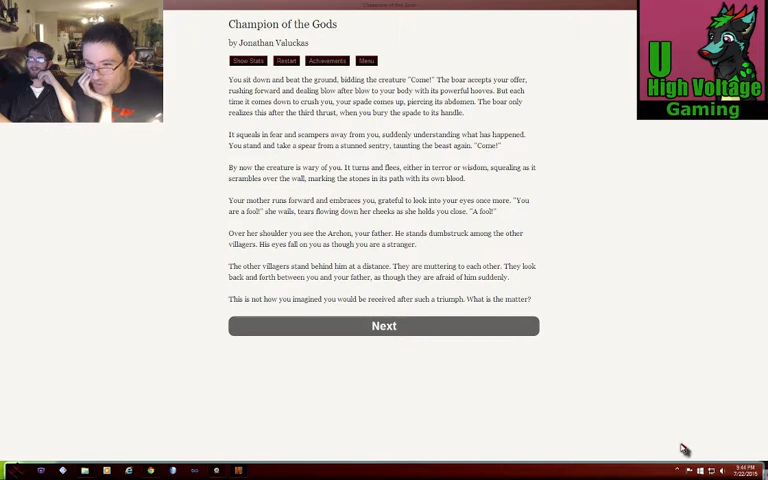 Champion of the Gods
Champion of the Gods
by Jonathan Valuckas
Show Stats Restart Achievements Menu
You sit down and beat the ground, bidding the creature "Come!" The boar accepts your offer,
rushing forward and dealing blow after blow to your body with its powerful hooves. But each
time it comes down to crush you, your spade comes up, piercing its abdomen. The boar only
realizes this after the third thrust, when you bury the spade to its handle.
It squeals in fear and scampers away from you, suddenly understanding what has happened.
You stand and take a spear from a stunned sentry, taunting the beast again. "Come!"
By now the creature is wary of you. It turns and flees, either in terror or wisdom, squealing as it
scrambles over the wall, marking the stones in its path with its own blood.
Your mother runs forward and embraces you, grateful to look into your eyes once more. "You
are a fool!" she wails, tears flowing down her cheeks as she holds you close. "A fool!"
Over her shoulder you see the Archon, your father. He stands dumbstruck among the other
villagers. His eyes fall on you as though you are a stranger.
The other villagers stand behind him at a distance. They are muttering to each other. They look
back and forth between you and your father, as though they are afraid of him suddenly.
This is not how you imagined you would be received after such a triumph. What is the matter?
Next
U
High Voltage
Gaming
9:44 PM
7/22/2015